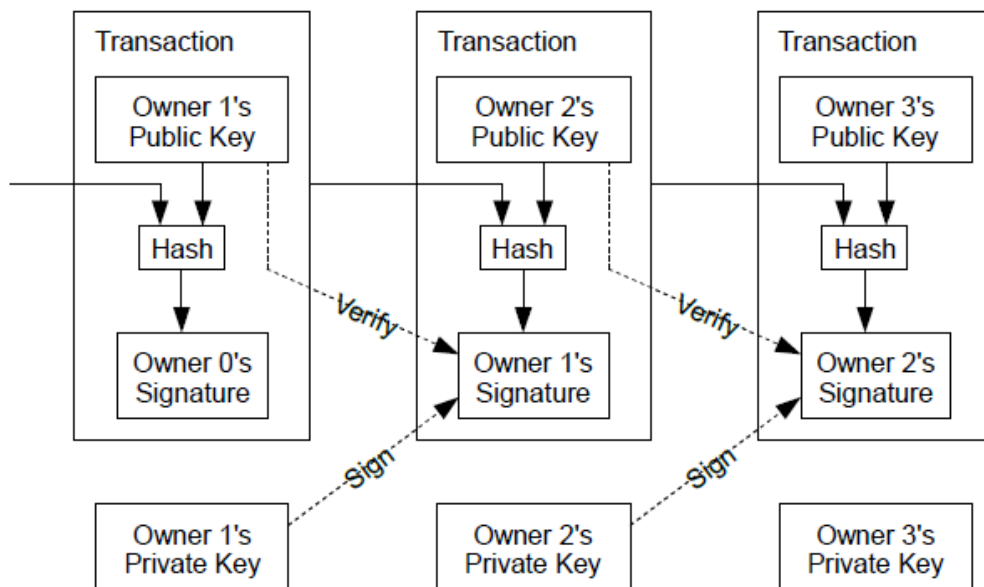 Transaction
Transaction
Transaction
Owner 1's
Public Key
Owner 2's
Public Key
Owner 3's
Public Key
Hash
Hash
Hash
Verify
Verify
Owner 0's
Signature
Owner 1's
Signature
Owner 2's
Signature
Sign
Sign
Owner 1's
Private Key
Owner 2's
Private Key
Owner 3's
Private Key